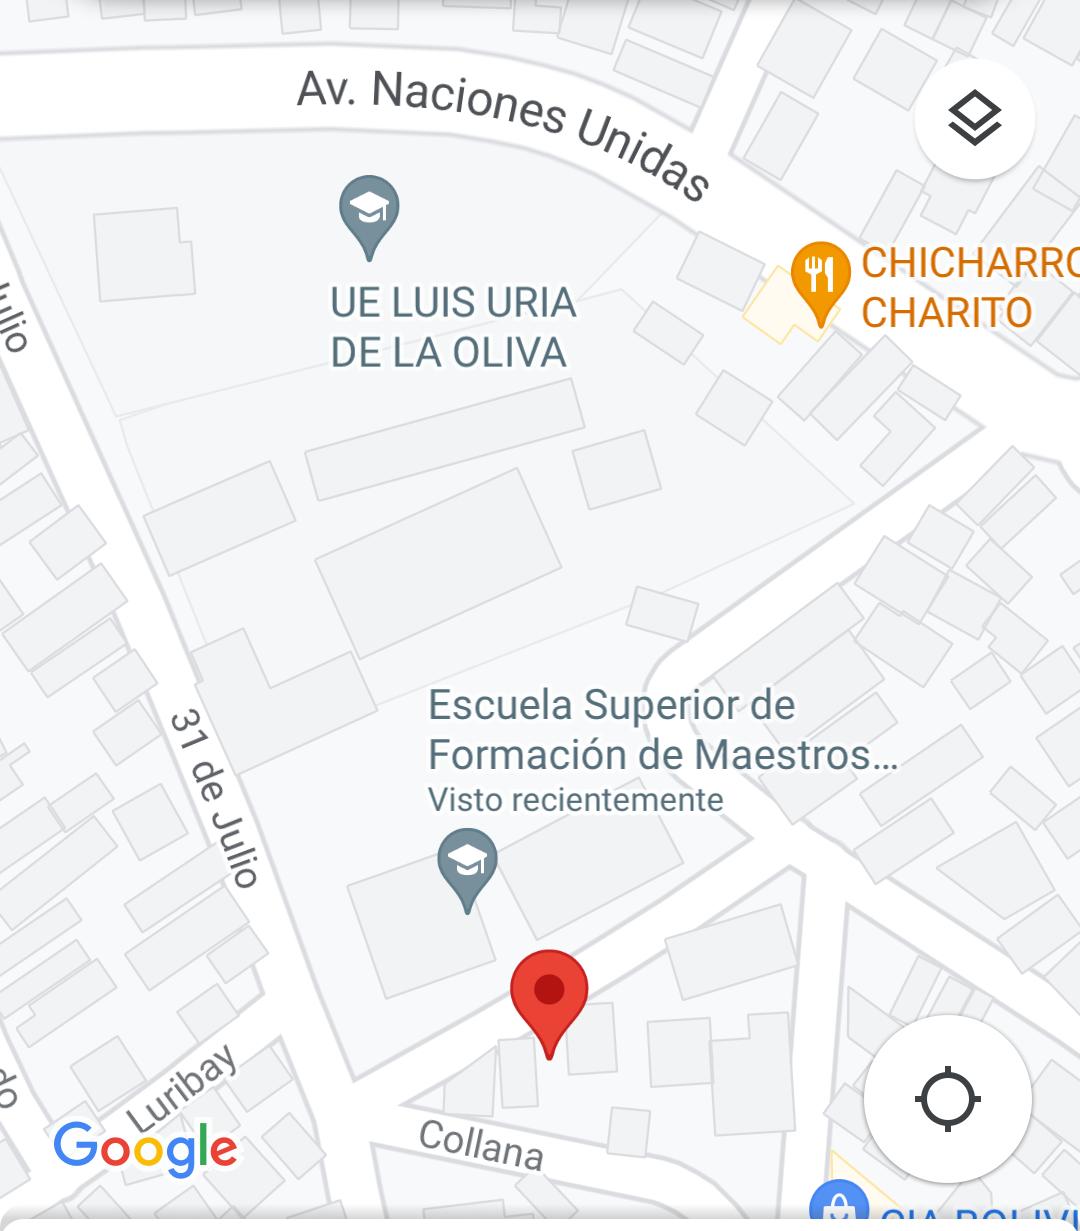 Av. Naciones Unidas
UE LUIS URIA
DE LA OLIVA
CHICHARRO
CHARITO
Julio
Escuela Superior de
Formación de Maestros...
Visto recientemente
31 de Julio
Luribay
Collana
Google